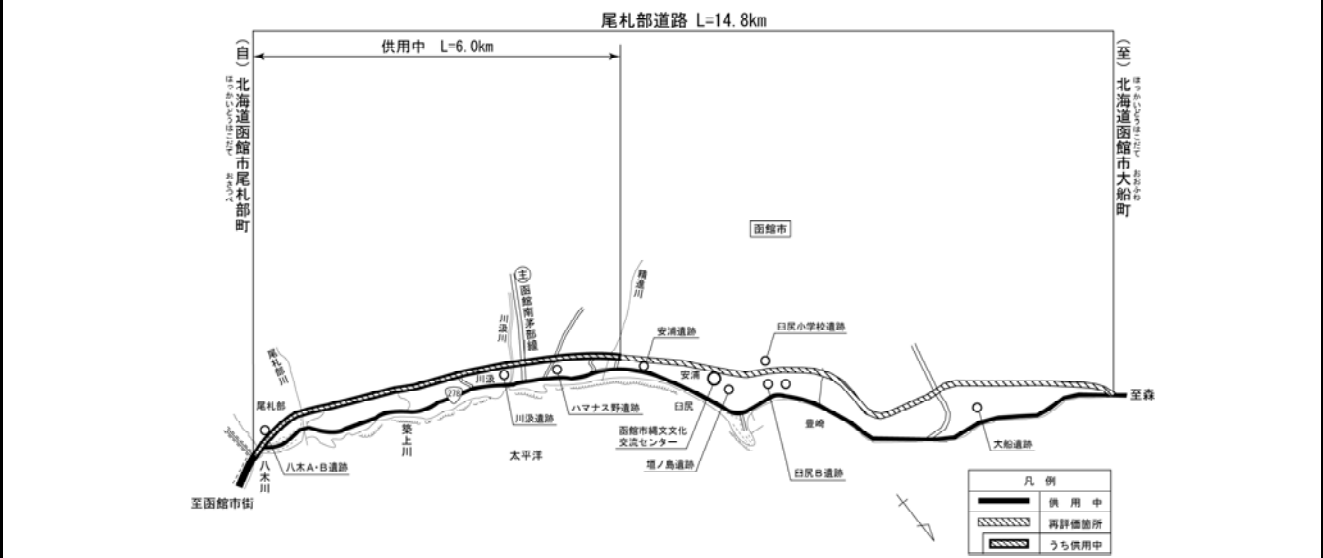 尾札部道路 L=14.8km
供用中 L=6.0km
(自)北海道函館市尾札部町
ほっかいどうはこだて おさつべ
(至)北海道函館市大船町
ほっかいどうはこだて おおふね
函館市
主 函館南茅部線
川汲川
精進川
安浦遺跡
臼尻小学校遺跡
尾札部川
尾札部
川汲
安浦
278
至森
川汲遺跡
ハマナス野遺跡
臼尻
函館市縄文文化
交流センター
豊崎
大船遺跡
築上川
垣ノ島遺跡
臼尻B遺跡
八木A・B遺跡
八木川
太平洋
至函館市街
凡例
供用中
再評価箇所
うち供用中